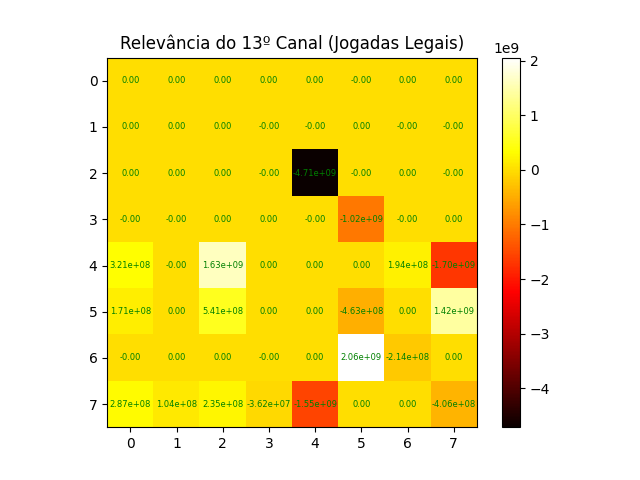 Relevância do 13º Canal (Jogadas Legais)
1e9
0 0.00 0.00 0.00 0.00 0.00 -0.00 0.00 0.00 2
1 0.00 0.00 0.00 -0.00 -0.00 0.00 -0.00 -0.00 1
2 0.00 0.00 0.00 -0.00 -4.71e+09 -0.00 0.00 -0.00 0
3 -0.00 -0.00 0.00 0.00 -0.00 -1.02e+09 -0.00 0.00 −1
4 3.21e+08 -0.00 1.63e+09 0.00 0.00 0.00 1.94e+08 -1.70e+09 −2
5 1.71e+08 0.00 5.41e+08 0.00 0.00 -4.63e+08 0.00 1.42e+09 −3
6 -0.00 0.00 0.00 -0.00 0.00 2.06e+09 -2.14e+08 0.00 −4
7 2.87e+08 1.04e+08 2.35e+08 -3.62e+07 -1.55e+09 0.00 0.00 -4.06e+08
0 1 2 3 4 5 6 7